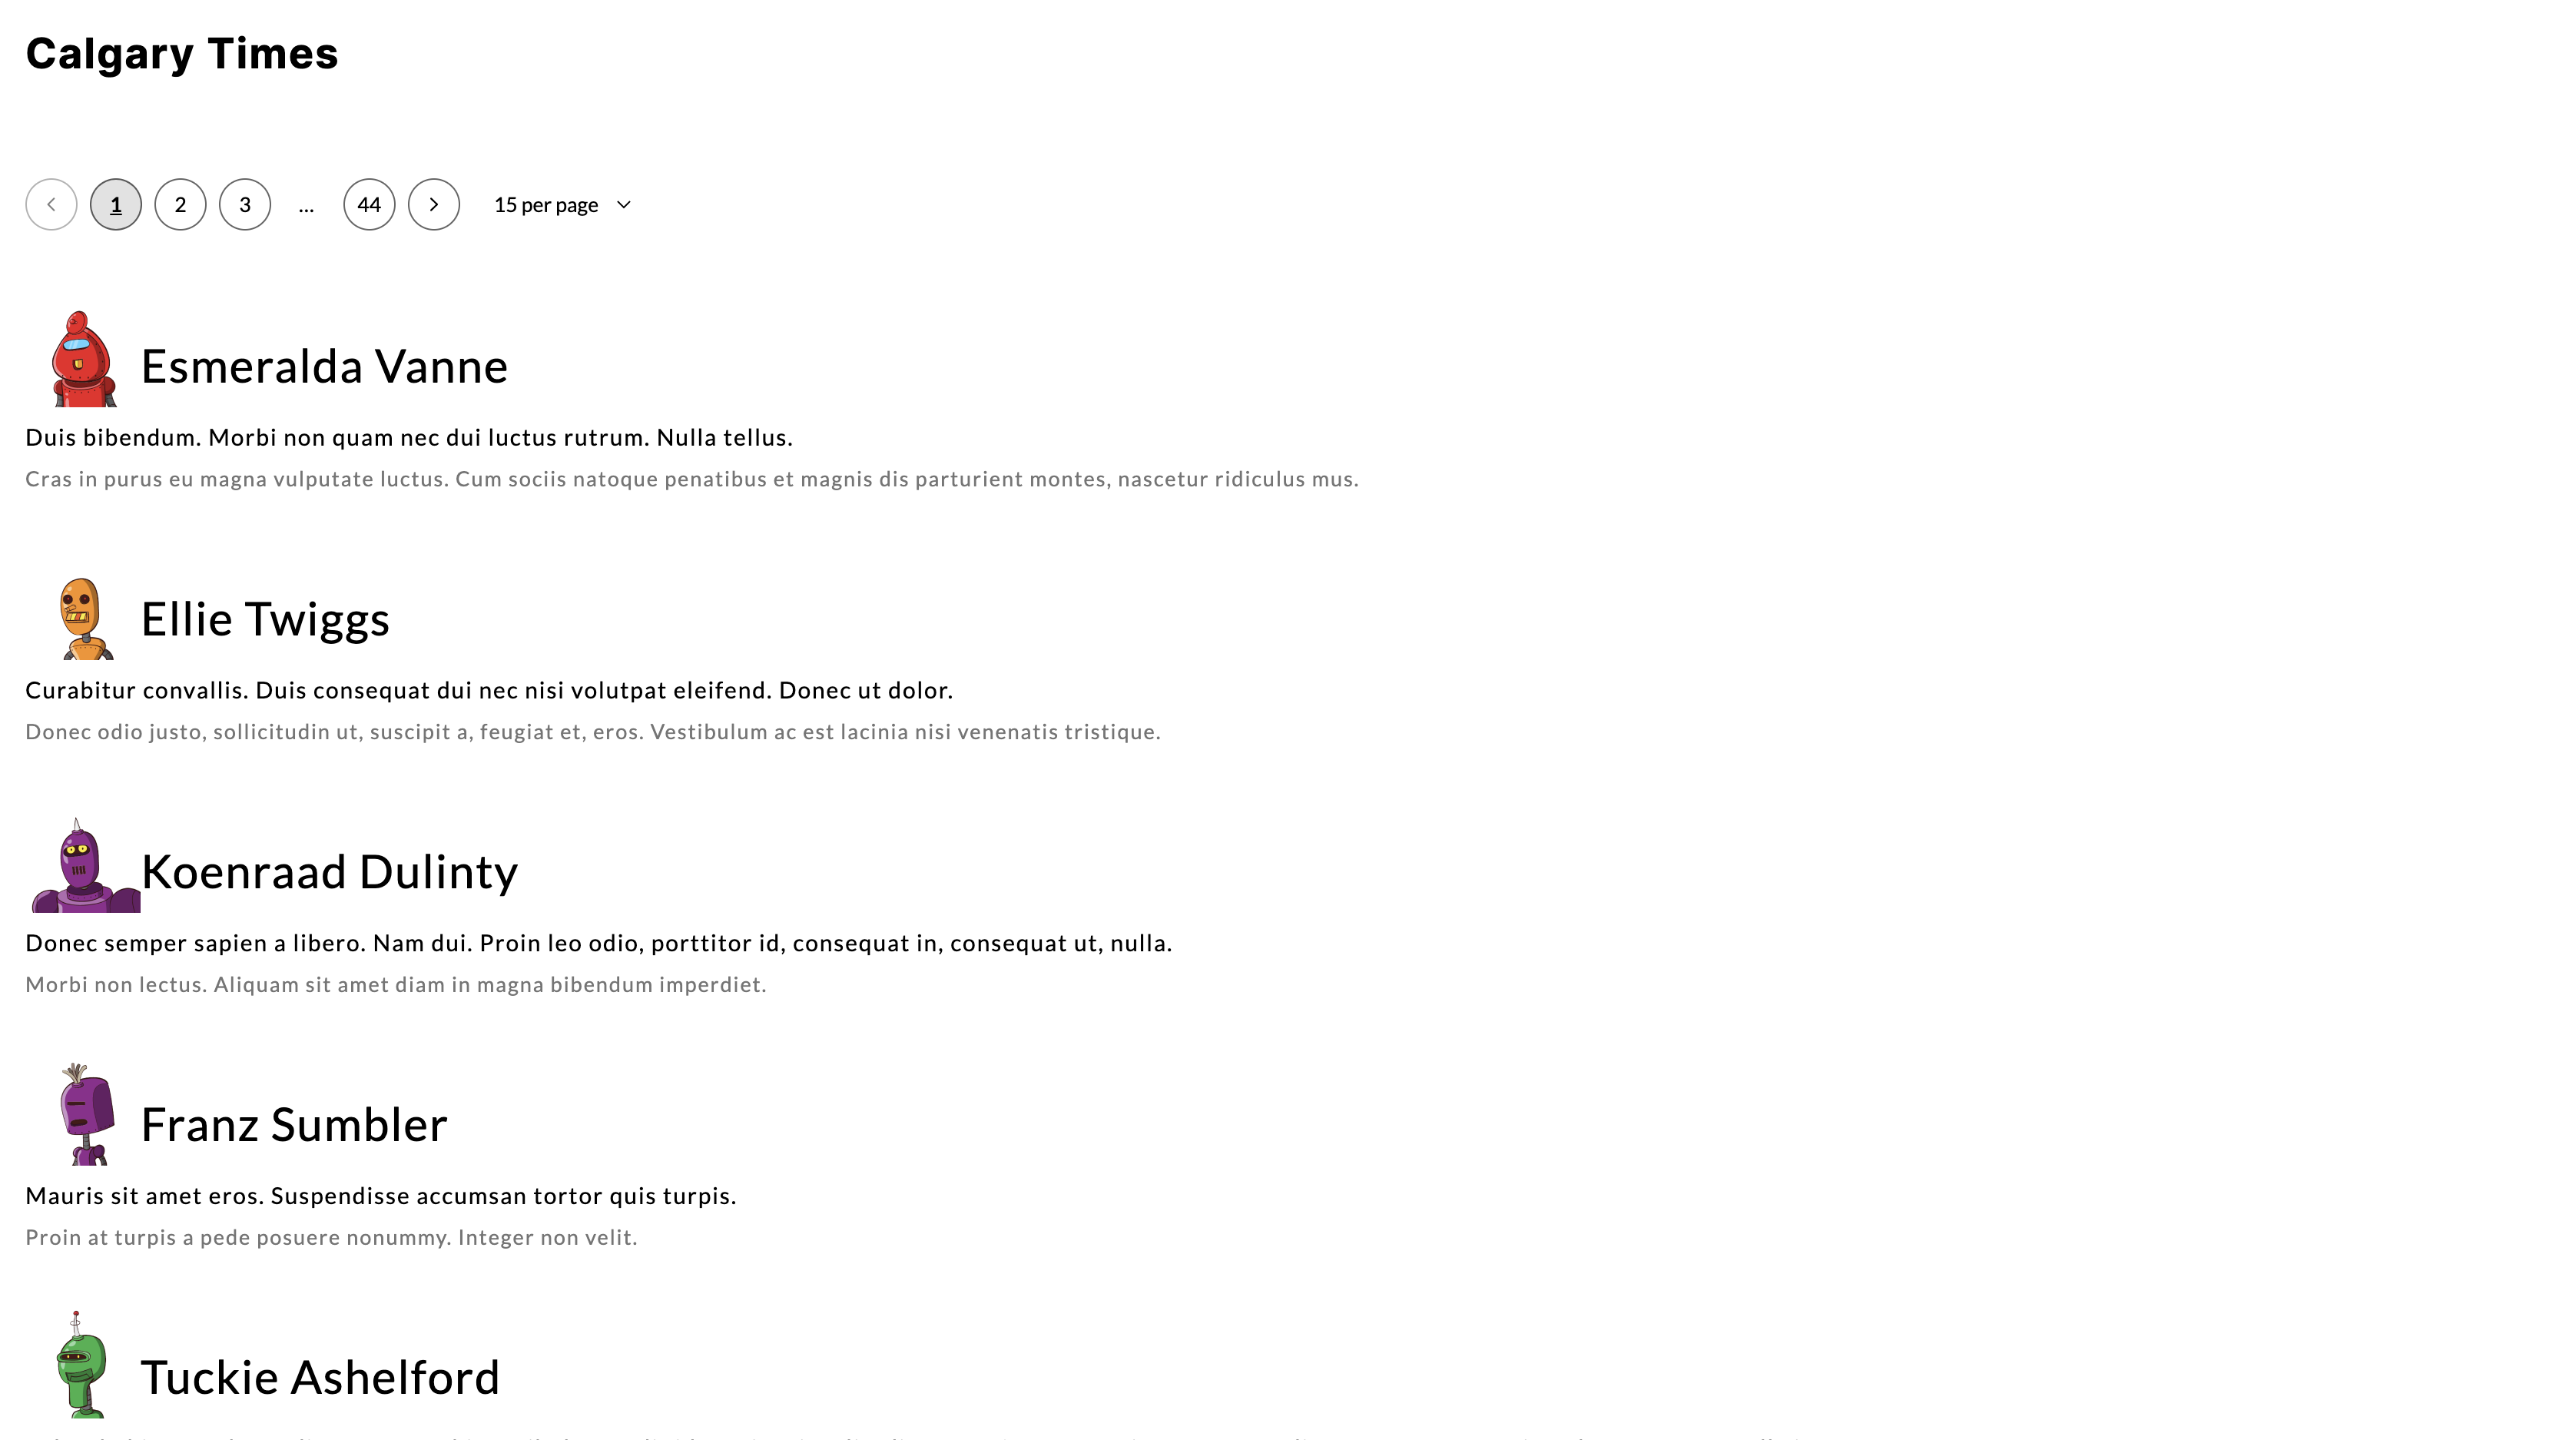 Calgary Times
1 2 3 ... 44 15 per page
Esmeralda Vanne
Duis bibendum. Morbi non quam nec dui luctus rutrum. Nulla tellus.
Cras in purus eu magna vulputate luctus. Cum sociis natoque penatibus et magnis dis parturient montes, nascetur ridiculus mus.
Ellie Twiggs
Curabitur convallis. Duis consequat dui nec nisi volutpat eleifend. Donec ut dolor.
Donec odio justo, sollicitudin ut, suscipit a, feugiat et, eros. Vestibulum ac est lacinia nisi venenatis tristique.
Koenraad Dulinty
Donec semper sapien a libero. Nam dui. Proin leo odio, porttitor id, consequat in, consequat ut, nulla.
Morbi non lectus. Aliquam sit amet diam in magna bibendum imperdiet.
Franz Sumbler
Mauris sit amet eros. Suspendisse accumsan tortor quis turpis.
Proin at turpis a pede posuere nonummy. Integer non velit.
Tuckie Ashelford